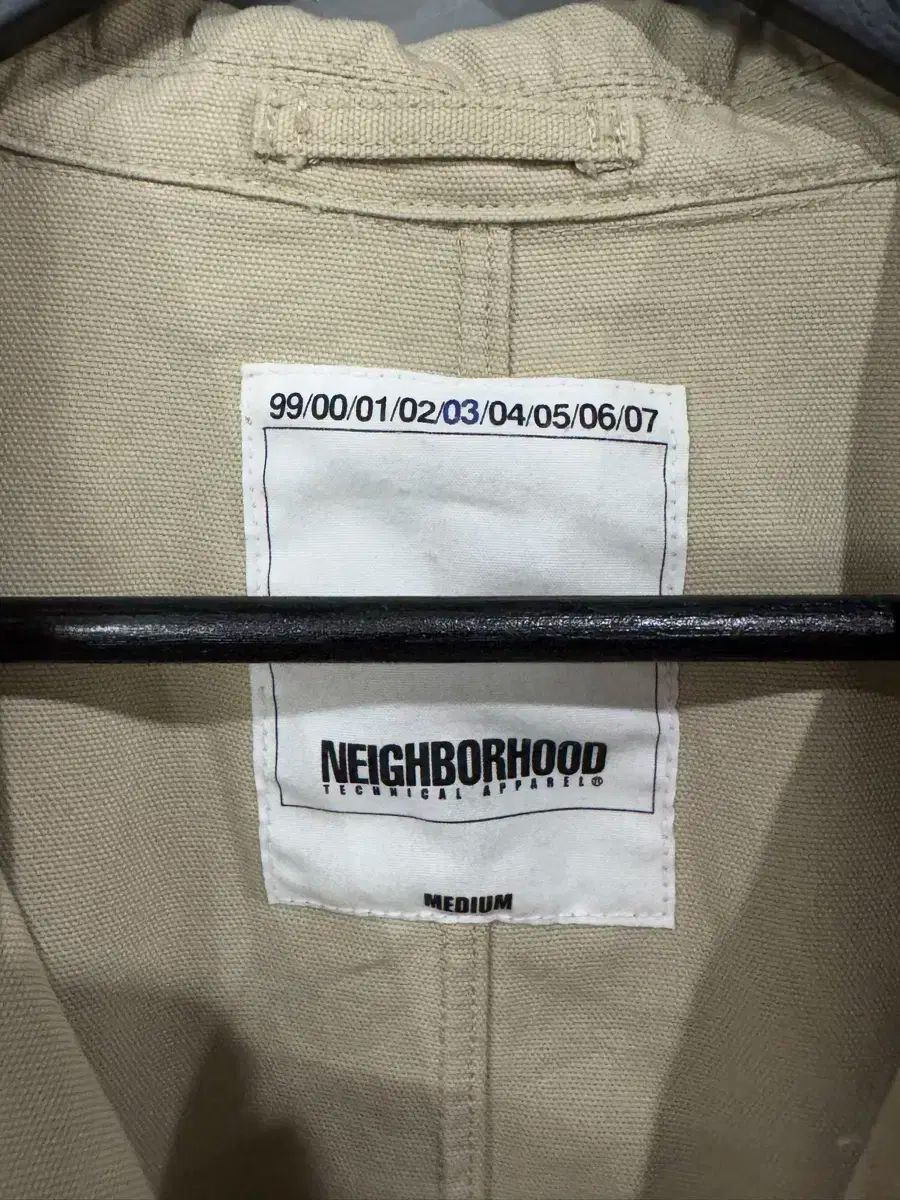 99/00/01/02/03/04/05/06/07
NEIGHBORHOOD
TECHNICAL APPAREL®
MEDIUM